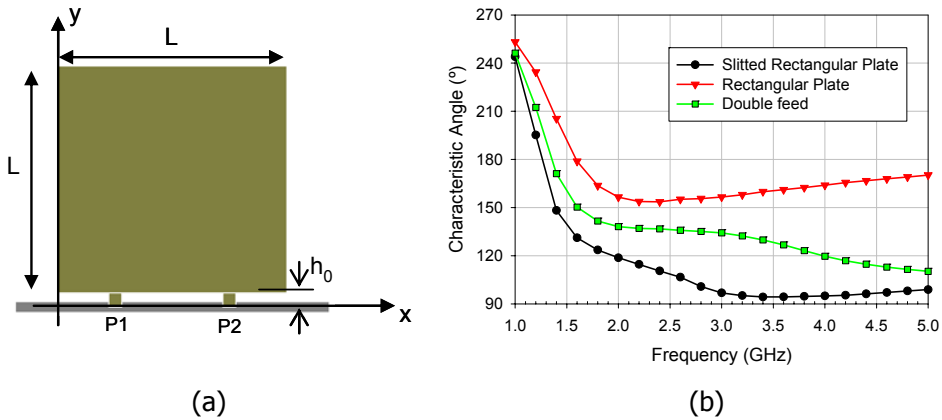 y
L
L
h0
x
P1
P2
(a)
Characteristic Angle (º)
270
240
210
170
150
120
90
Slitted Rectangular Plate
Rectangular Plate
Double feed
1.0 1.5 2.0 2.5 3.0 3.5 4.0 4.5 5.0
Frequency (GHz)
(b)